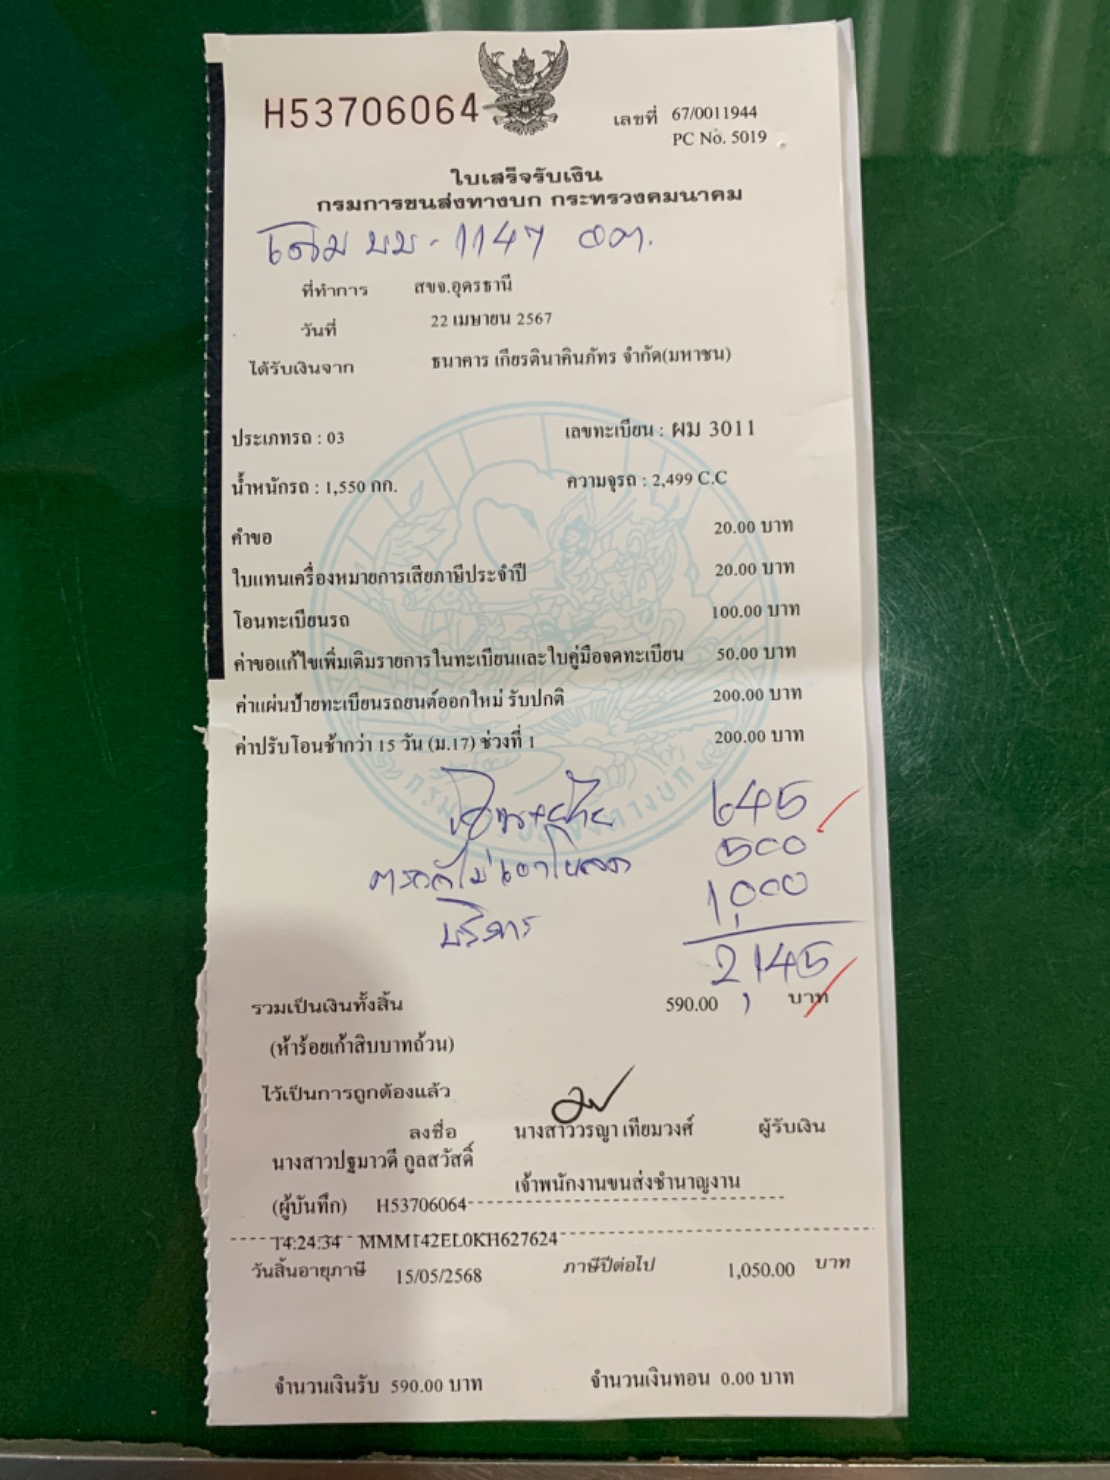 H53706064
เลขที่ 67/0011944
PC No. 5019
ใบเสร็จรับเงิน
กรมการขนส่งทางบก กระทรวงคมนาคม
เดิม บบ - 1147 อต.
ที่ทำการ สขจ.อุดรธานี
วันที่ 22 เมษายน 2567
ได้รับเงินจาก ธนาคาร เกียรตินาคินภัทร จำกัด(มหาชน)
ประเภทรถ : 03 เลขทะเบียน : ผม 3011
น้ำหนักรถ : 1,550 กก. ความจุรถ : 2,499 C.C
คำขอ 20.00 บาท
ใบแทนเครื่องหมายการเสียภาษีประจำปี 20.00 บาท
โอนทะเบียนรถ 100.00 บาท
ค่าขอแก้ไขเพิ่มเติมรายการในทะเบียนและใบคู่มือจดทะเบียน 50.00 บาท
ค่าแผ่นป้ายทะเบียนรถยนต์ออกใหม่ รับปกติ 200.00 บาท
ค่าปรับโอนช้ากว่า 15 วัน (ม.17) ช่วงที่ 1 200.00 บาท
645
500
บริการ 1,000
2,145
รวมเป็นเงินทั้งสิ้น 590.00 บาท
(ห้าร้อยเก้าสิบบาทถ้วน)
ไว้เป็นการถูกต้องแล้ว
ลงชื่อ นางสาววรญา เทียมวงศ์ ผู้รับเงิน
นางสาวปฐมาวดี กูลสวัสดิ์
เจ้าพนักงานขนส่งชำนาญงาน
(ผู้บันทึก) H53706064
14:24:34 MMM142EL0KH627624
วันสิ้นอายุภาษี 15/05/2568 ภาษีปีต่อไป 1,050.00 บาท
จำนวนเงินรับ 590.00 บาท จำนวนเงินทอน 0.00 บาท